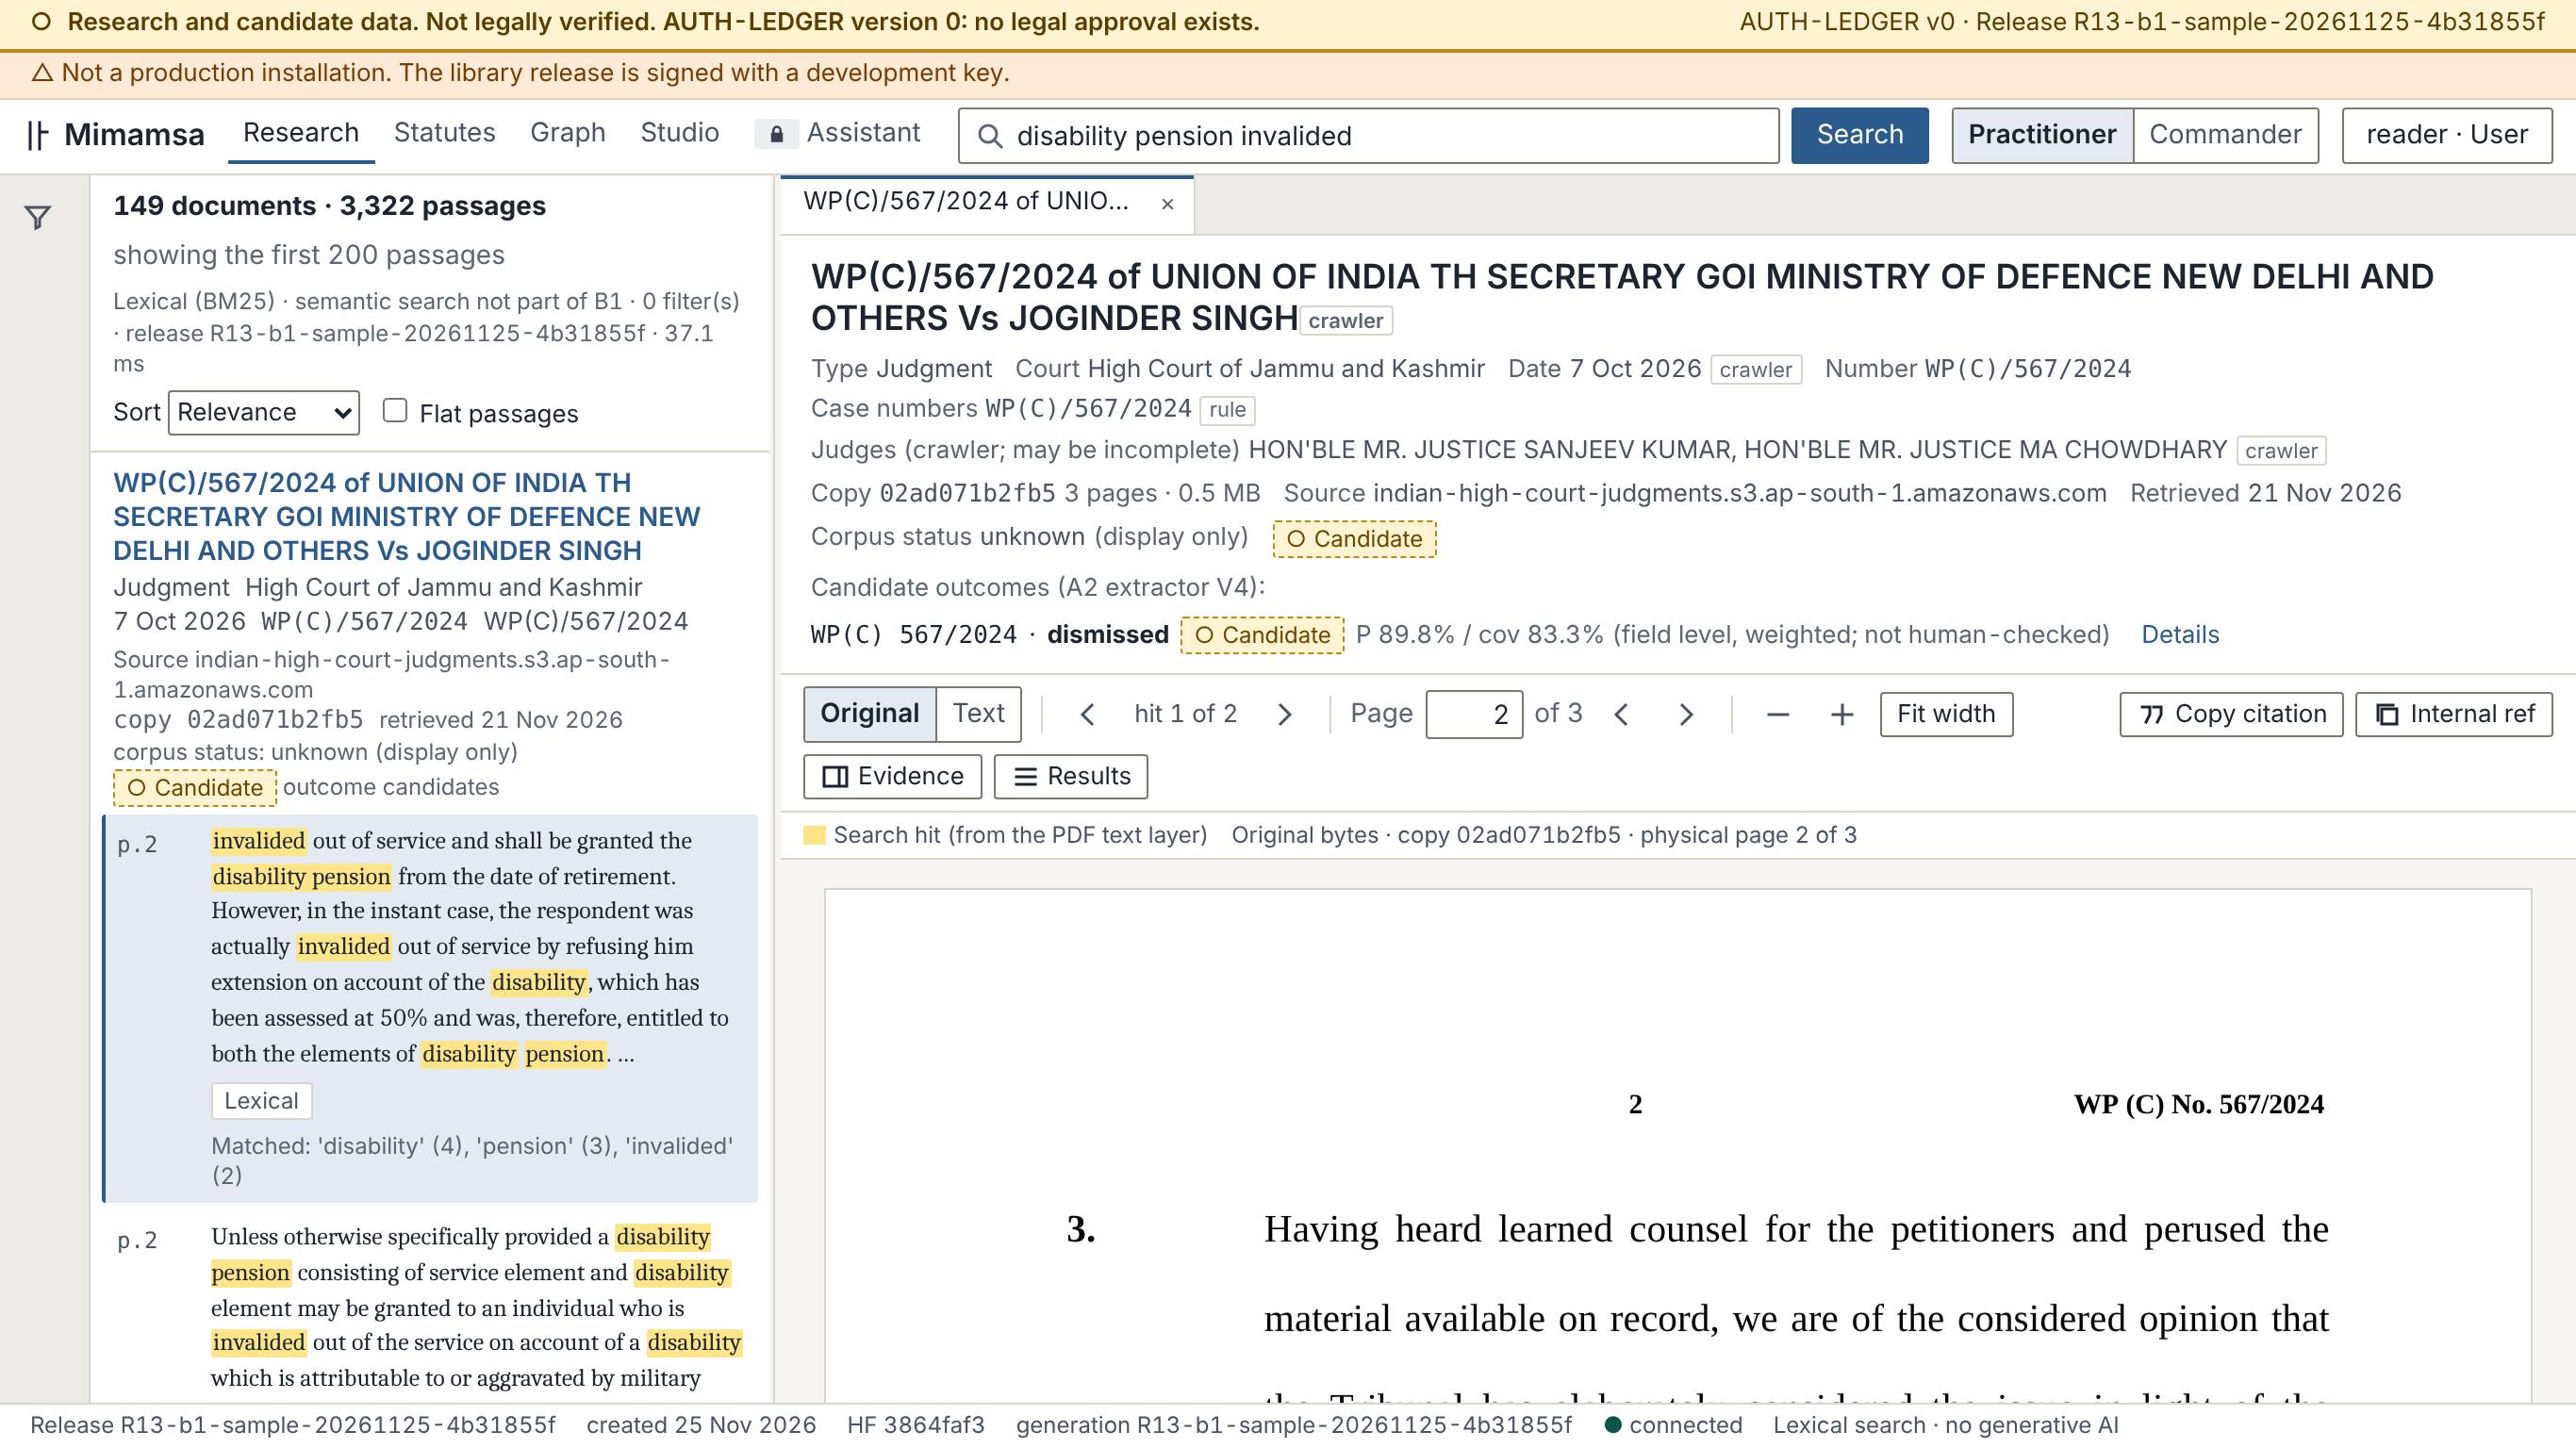 Research and candidate data. Not legally verified. AUTH-LEDGER version 0: no legal approval exists.
AUTH-LEDGER v0 · Release R13-b1-sample-20261125-4b31855f
Not a production installation. The library release is signed with a development key.
Mimamsa Research Statutes Graph Studio Assistant
disability pension invalided
Search
Practitioner Commander
reader · User
149 documents · 3,322 passages
showing the first 200 passages
Lexical (BM25) · semantic search not part of B1 · 0 filter(s)
· release R13-b1-sample-20261125-4b31855f · 37.1
ms
Sort Relevance Flat passages
WP(C)/567/2024 of UNION OF INDIA TH
SECRETARY GOI MINISTRY OF DEFENCE NEW
DELHI AND OTHERS Vs JOGINDER SINGH
Judgment High Court of Jammu and Kashmir
7 Oct 2026 WP(C)/567/2024 WP(C)/567/2024
Source indian-high-court-judgments.s3.ap-south-
1.amazonaws.com
copy 02ad071b2fb5 retrieved 21 Nov 2026
corpus status: unknown (display only)
Candidate outcome candidates
p.2
invalided out of service and shall be granted the
disability pension from the date of retirement.
However, in the instant case, the respondent was
actually invalided out of service by refusing him
extension on account of the disability, which has
been assessed at 50% and was, therefore, entitled to
both the elements of disability pension. ...
Lexical
Matched: 'disability' (4), 'pension' (3), 'invalided'
(2)
p.2
Unless otherwise specifically provided a disability
pension consisting of service element and disability
element may be granted to an individual who is
invalided out of the service on account of a disability
which is attributable to or aggravated by military
WP(C)/567/2024 of UNIO... ×
WP(C)/567/2024 of UNION OF INDIA TH SECRETARY GOI MINISTRY OF DEFENCE NEW DELHI AND
OTHERS Vs JOGINDER SINGH crawler
Type Judgment Court High Court of Jammu and Kashmir Date 7 Oct 2026 crawler Number WP(C)/567/2024
Case numbers WP(C)/567/2024 rule
Judges (crawler; may be incomplete) HON'BLE MR. JUSTICE SANJEEV KUMAR, HON'BLE MR. JUSTICE MA CHOWDHARY crawler
Copy 02ad071b2fb5 3 pages · 0.5 MB Source indian-high-court-judgments.s3.ap-south-1.amazonaws.com Retrieved 21 Nov 2026
Corpus status unknown (display only) Candidate
Candidate outcomes (A2 extractor V4):
WP(C) 567/2024 · dismissed Candidate P 89.8% / cov 83.3% (field level, weighted; not human-checked) Details
Original Text hit 1 of 2 Page 2 of 3 Fit width Copy citation Internal ref
Evidence Results
Search hit (from the PDF text layer) Original bytes · copy 02ad071b2fb5 · physical page 2 of 3
2 WP (C) No. 567/2024
3. Having heard learned counsel for the petitioners and perused the
material available on record, we are of the considered opinion that
the Tribunal has elaborately considered the issue in light of the
Release R13-b1-sample-20261125-4b31855f created 25 Nov 2026 HF 3864faf3 generation R13-b1-sample-20261125-4b31855f connected Lexical search · no generative AI